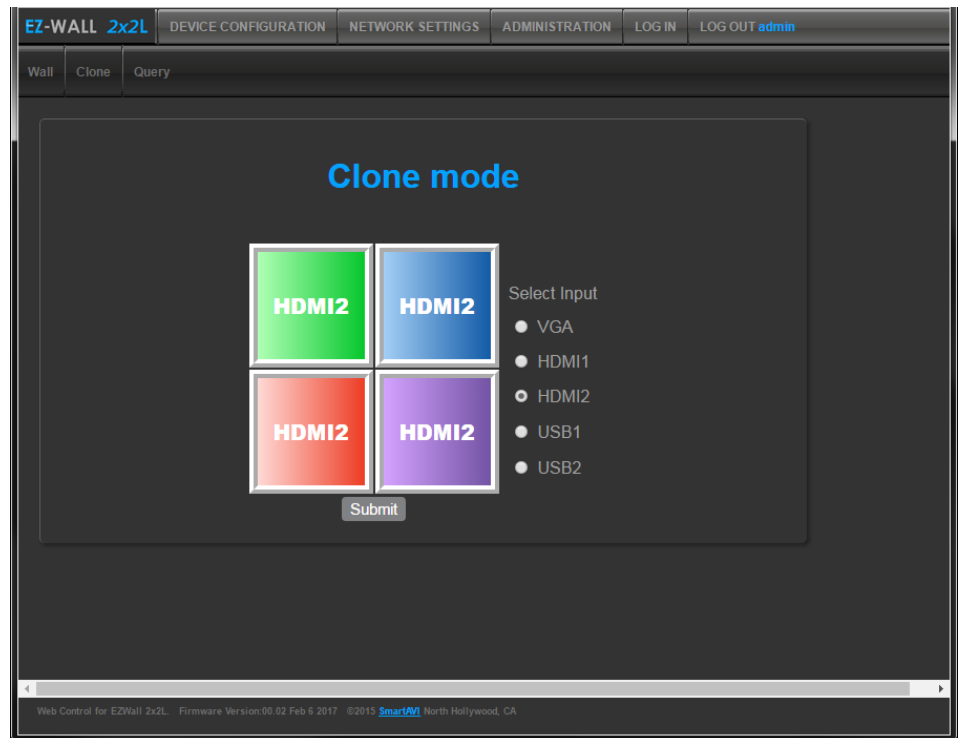 EZ-WALL 2x2L DEVICE CONFIGURATION NETWORK SETTINGS ADMINISTRATION LOG IN LOG OUT admin
Wall Clone Query
Clone mode
HDMI2 HDMI2
HDMI2 HDMI2
Select Input
VGA
HDMI1
HDMI2
USB1
USB2
Submit
Web Control for EZWall 2x2L. Firmware Version:00.02 Feb 6 2017 ©2015 SmartAVI North Hollywood, CA